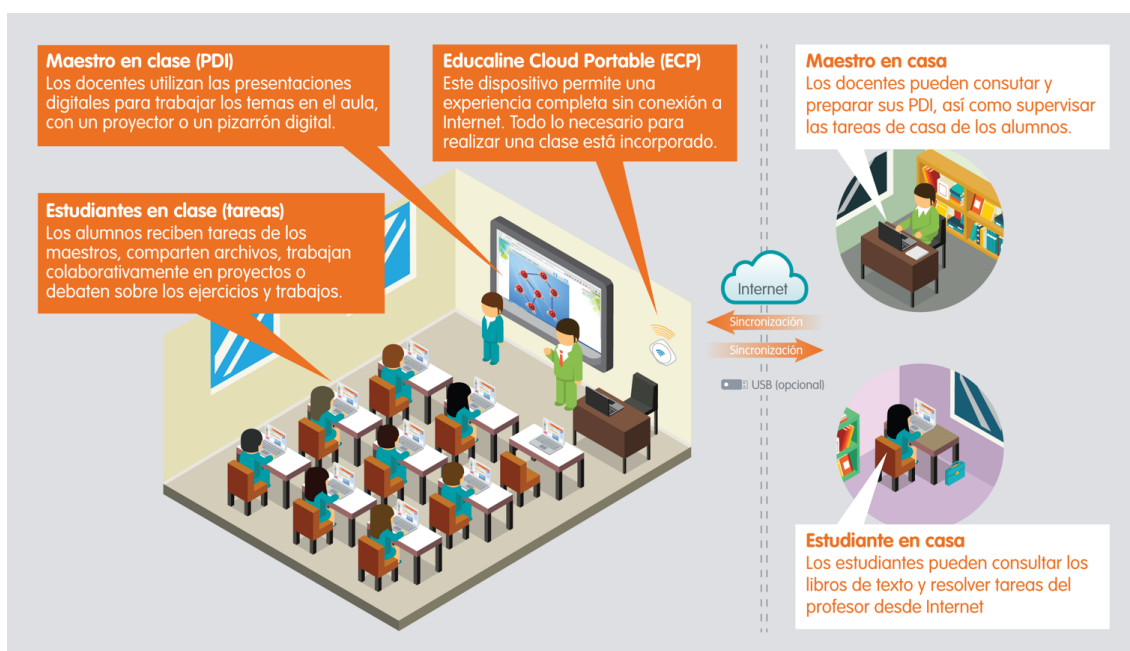 Maestro en clase (PDI)
Los docentes utilizan las presentaciones
digitales para trabajar los temas en el aula,
con un proyector o un pizarrón digital.
Educaline Cloud Portable (ECP)
Este dispositivo permite una
experiencia completa sin conexión a
Internet. Todo lo necesario para
realizar una clase está incorporado.
Maestro en casa
Los docentes pueden consutar y
preparar sus PDI, así como supervisar
las tareas de casa de los alumnos.
Estudiantes en clase (tareas)
Los alumnos reciben tareas de los
maestros, comparten archivos, trabajan
colaborativamente en proyectos o
debaten sobre los ejercicios y trabajos.
Internet
Sincronización
Sincronización
USB (opcional)
Estudiante en casa
Los estudiantes pueden consultar los
libros de texto y resolver tareas del
profesor desde Internet